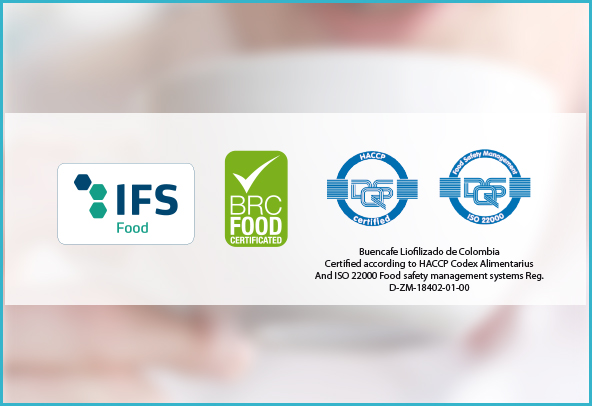 IFS
Food
BRC
FOOD
CERTIFICATED
HACCP
DQS
certified
Food Safety Management
DQS
ISO 22000
Buencafe Liofilizado de Colombia
Certified according to HACCP Codex Alimentarius
And ISO 22000 Food safety management systems Reg.
D-ZM-18402-01-00